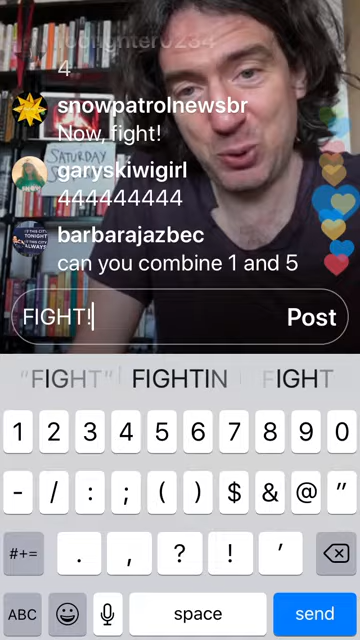 4
snowpatrolnewsbr
Now, fight!
SATURDAY
garyskiwigirl
444444444
barbarajazbec
can you combine 1 and 5
FIGHT!
Post
"FIGHT" FIGHTIN FIGHT
1 2 3 4 5 6 7 8 9 0
- / : ; ( ) $ & @ "
#+= . , ? ! '
ABC space send